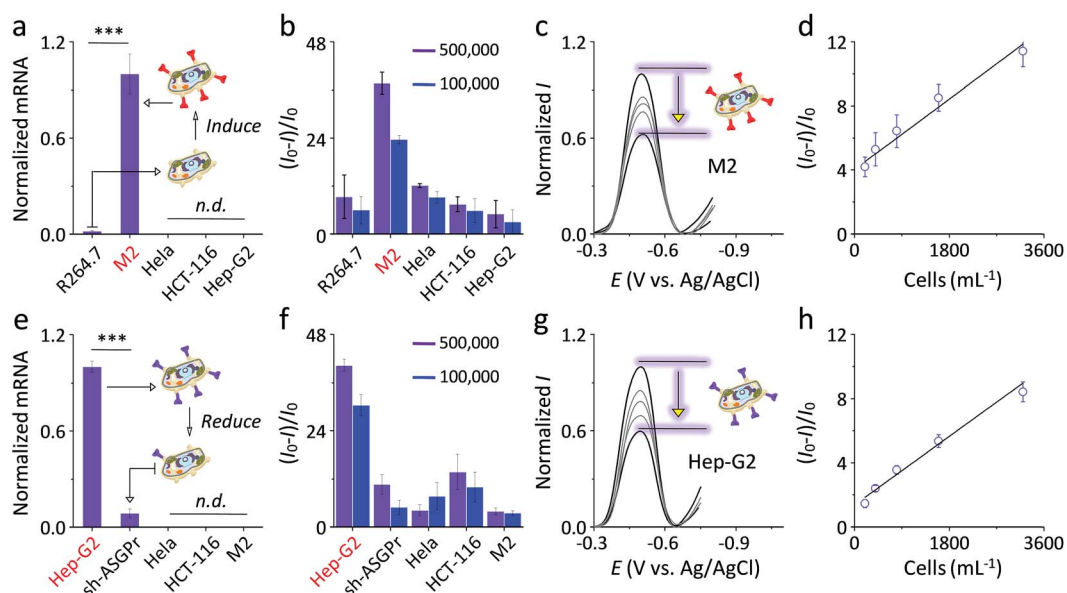 a
***
Normalized mRNA
1.2
0.6
0.0
Induce
n.d.
R264.7
M2
Hela
HCT-116
Hep-G2
b
(I₀-I)/I₀
48
24
0
500,000
100,000
R264.7
M2
Hela
HCT-116
Hep-G2
c
Normalized I
1.2
0.6
0.0
M2
-0.3
-0.6
-0.9
E (V vs. Ag/AgCl)
d
(I₀-I)/I₀
12
8
4
0
0
1800
3600
Cells (mL⁻¹)
e
***
Normalized mRNA
1.2
0.6
0.0
Reduce
n.d.
Hep-G2
sh-ASGPr
Hela
HCT-116
M2
f
(I₀-I)/I₀
48
24
0
500,000
100,000
Hep-G2
sh-ASGPr
Hela
HCT-116
M2
g
Normalized I
1.2
0.6
0.0
Hep-G2
-0.3
-0.6
-0.9
E (V vs. Ag/AgCl)
h
(I₀-I)/I₀
12
8
4
0
0
1800
3600
Cells (mL⁻¹)